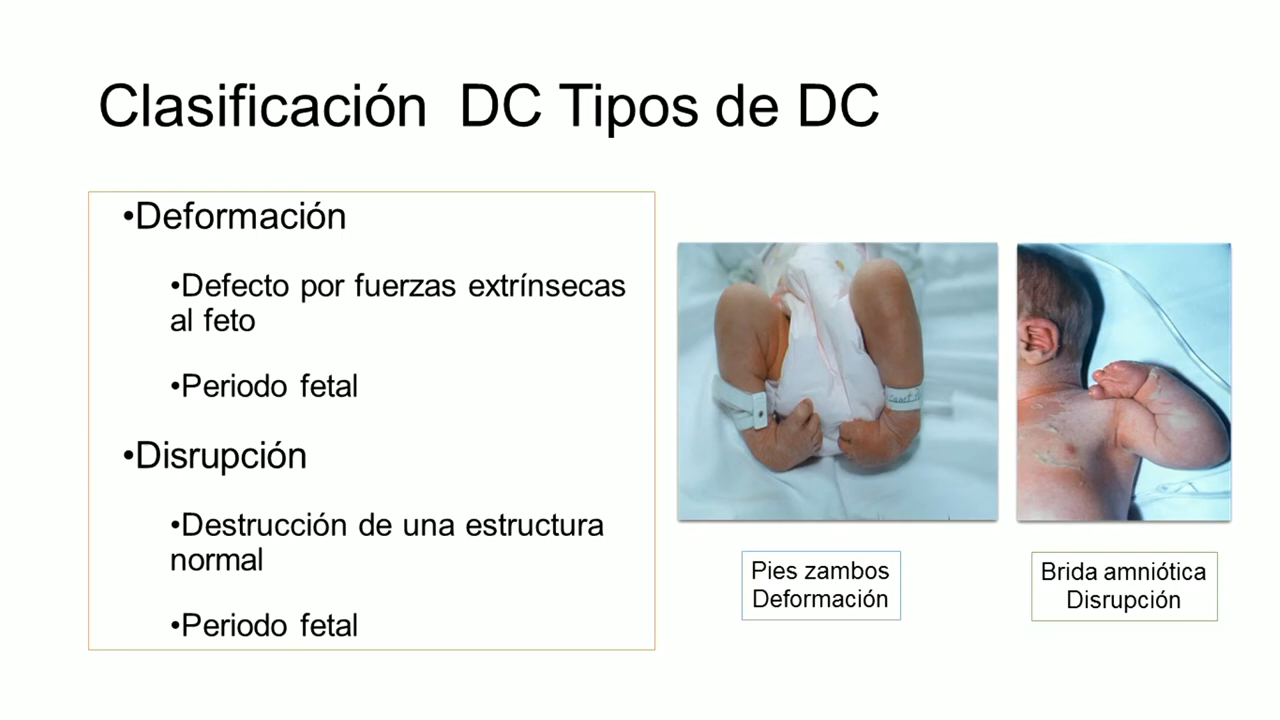 Clasificación DC Tipos de DC
•Deformación
•Defecto por fuerzas extrínsecas
al feto
•Periodo fetal
•Disrupción
•Destrucción de una estructura
normal
•Periodo fetal
Pies zambos
Deformación
Brida amniótica
Disrupción